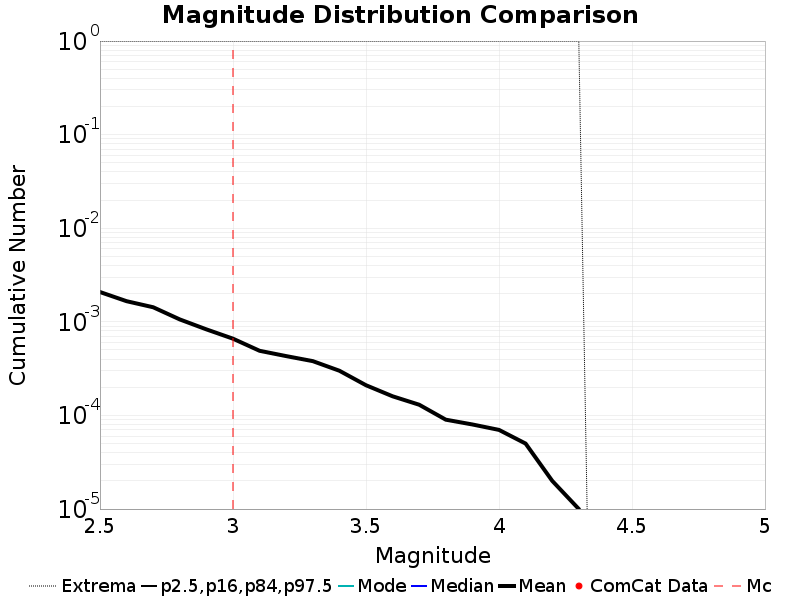 Magnitude Distribution Comparison
Cumulative Number
10^0
10^-1
10^-2
10^-3
10^-4
10^-5
2.5 3 3.5 4 4.5 5
Magnitude
Extrema p2.5,p16,p84,p97.5 Mode Median Mean ComCat Data Mc